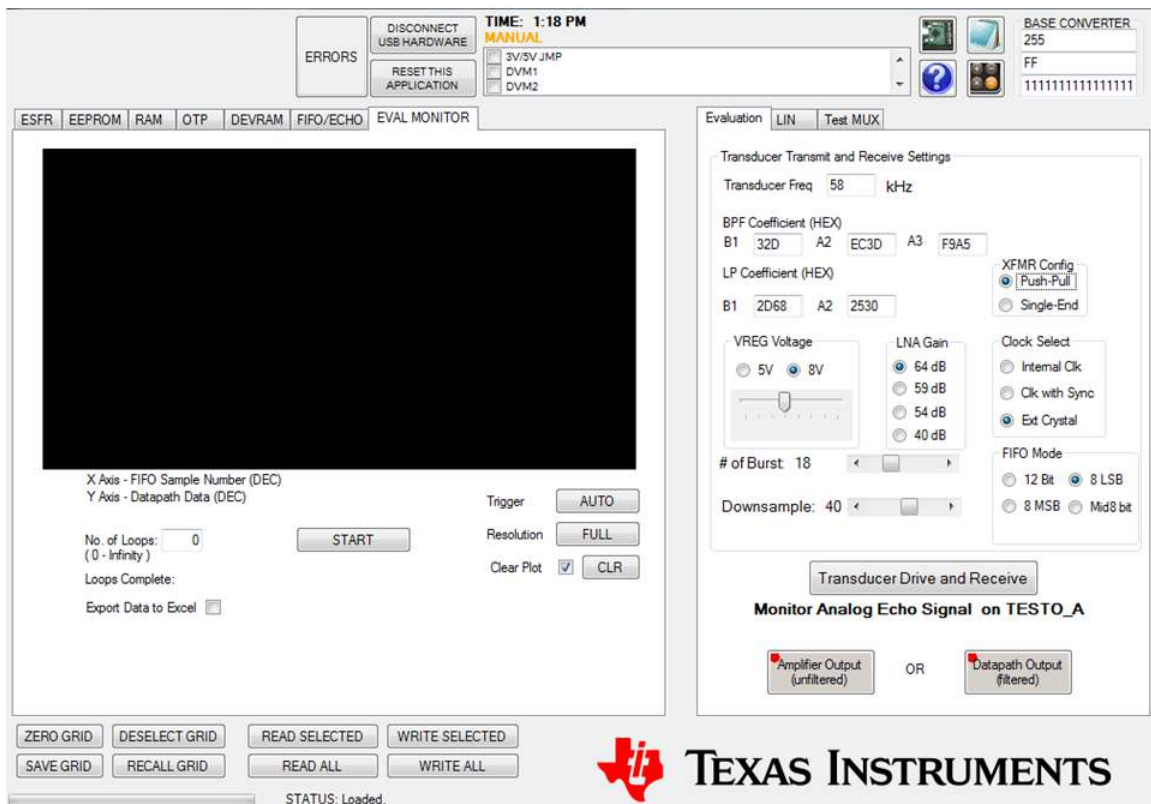 ERRORS
DISCONNECT
USB HARDWARE
RESET THIS
APPLICATION
TIME: 1:18 PM
MANUAL
3V/5V JMP
DVM1
DVM2
BASE CONVERTER
255
FF
1111111111111111
ESFR EEPROM RAM OTP DEVRAM FIFO/ECHO EVAL MONITOR
X Axis - FIFO Sample Number (DEC)
Y Axis - Datapath Data (DEC)
No. of Loops: 0
( 0 - Infinity )
Loops Complete:
Export Data to Excel
START
Trigger AUTO
Resolution FULL
Clear Plot CLR
Evaluation LIN Test MUX
Transducer Transmit and Receive Settings
Transducer Freq 58 kHz
BPF Coefficient (HEX)
B1 32D A2 EC3D A3 F9A5
LP Coefficient (HEX)
B1 2D68 A2 2530
XFMR Config
Push-Pull
Single-End
VREG Voltage
5V 8V
LNA Gain
64 dB
59 dB
54 dB
40 dB
Clock Select
Internal Clk
Clk with Sync
Ext Crystal
# of Burst: 18
Downsample: 40
FIFO Mode
12 Bit 8 LSB
8 MSB Mid8 bit
Transducer Drive and Receive
Monitor Analog Echo Signal on TESTO_A
Amplifier Output
(unfiltered)
OR
Datapath Output
(filtered)
ZERO GRID DESELECT GRID READ SELECTED WRITE SELECTED
SAVE GRID RECALL GRID READ ALL WRITE ALL
STATUS: Loaded.
TEXAS INSTRUMENTS